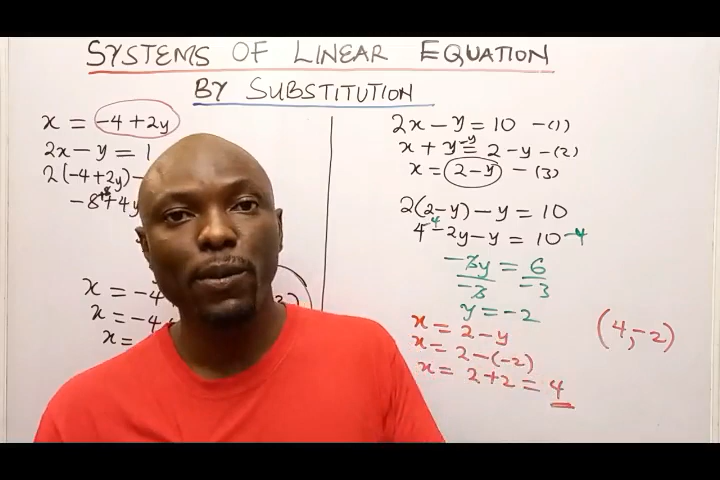 SYSTEMS OF LINEAR EQUATION
BY SUBSTITUTION
x = -4 + 2y
2x - y = 1
2(-4+2y) -
-8 + 4y
x = -4
x = -4
x =
2x - y = 10 - (1)
x + y -y = 2 - y - (2)
x = 2 - y - (3)
2(2-y) - y = 10
4 -4 - 2y - y = 10 -4
-3y = 6
-3 -3
y = -2
x = 2 - y
x = 2 - (-2)
x = 2 + 2 = 4
(4, -2)